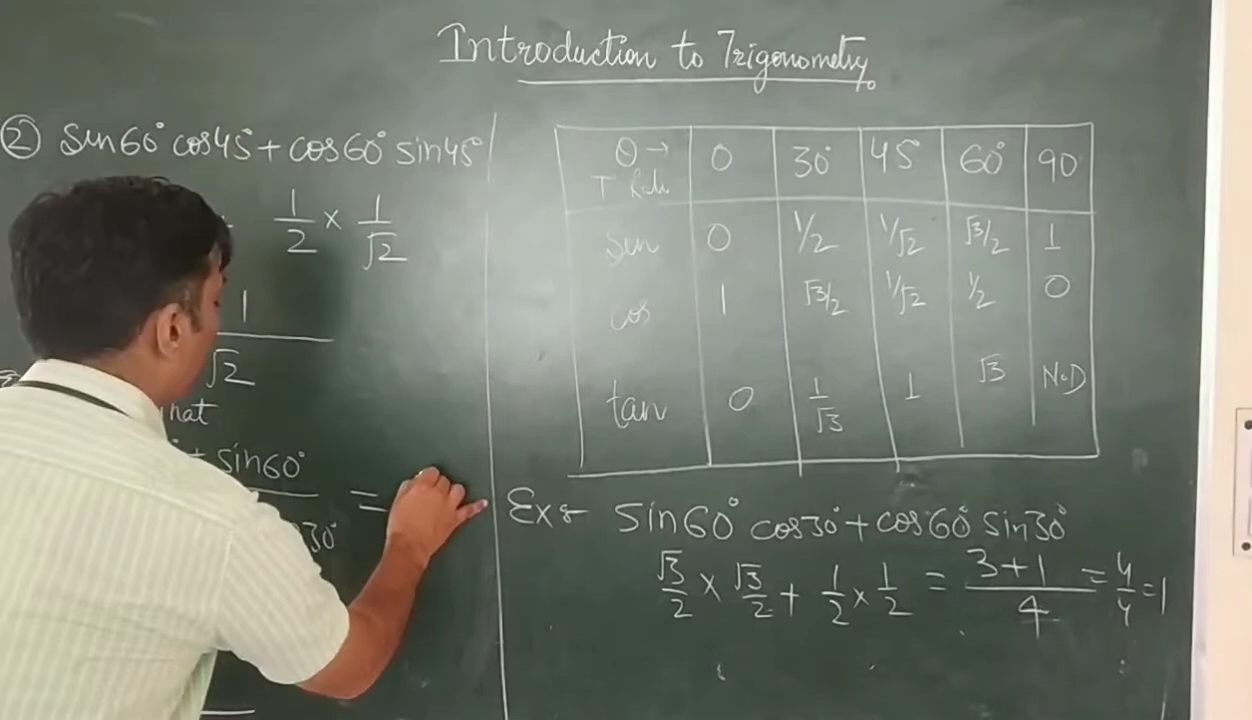 Introduction to Trigonometry
② Sin60° cos45° + cos60° sin45°
1/2 × 1/√2
1
√2
hat
+ sin60°
=
30°
θ→ 0 30° 45° 60° 90
T
sin 0 1/2 1/√2 √3/2 1
cos 1 √3/2 1/√2 1/2 0
tan 0 1/√3 1 √3 N.D
Ex:- Sin60° cos30° + cos60° sin30°
√3/2 × √3/2 + 1/2 × 1/2 = 3+1/4 = 4/4 = 1